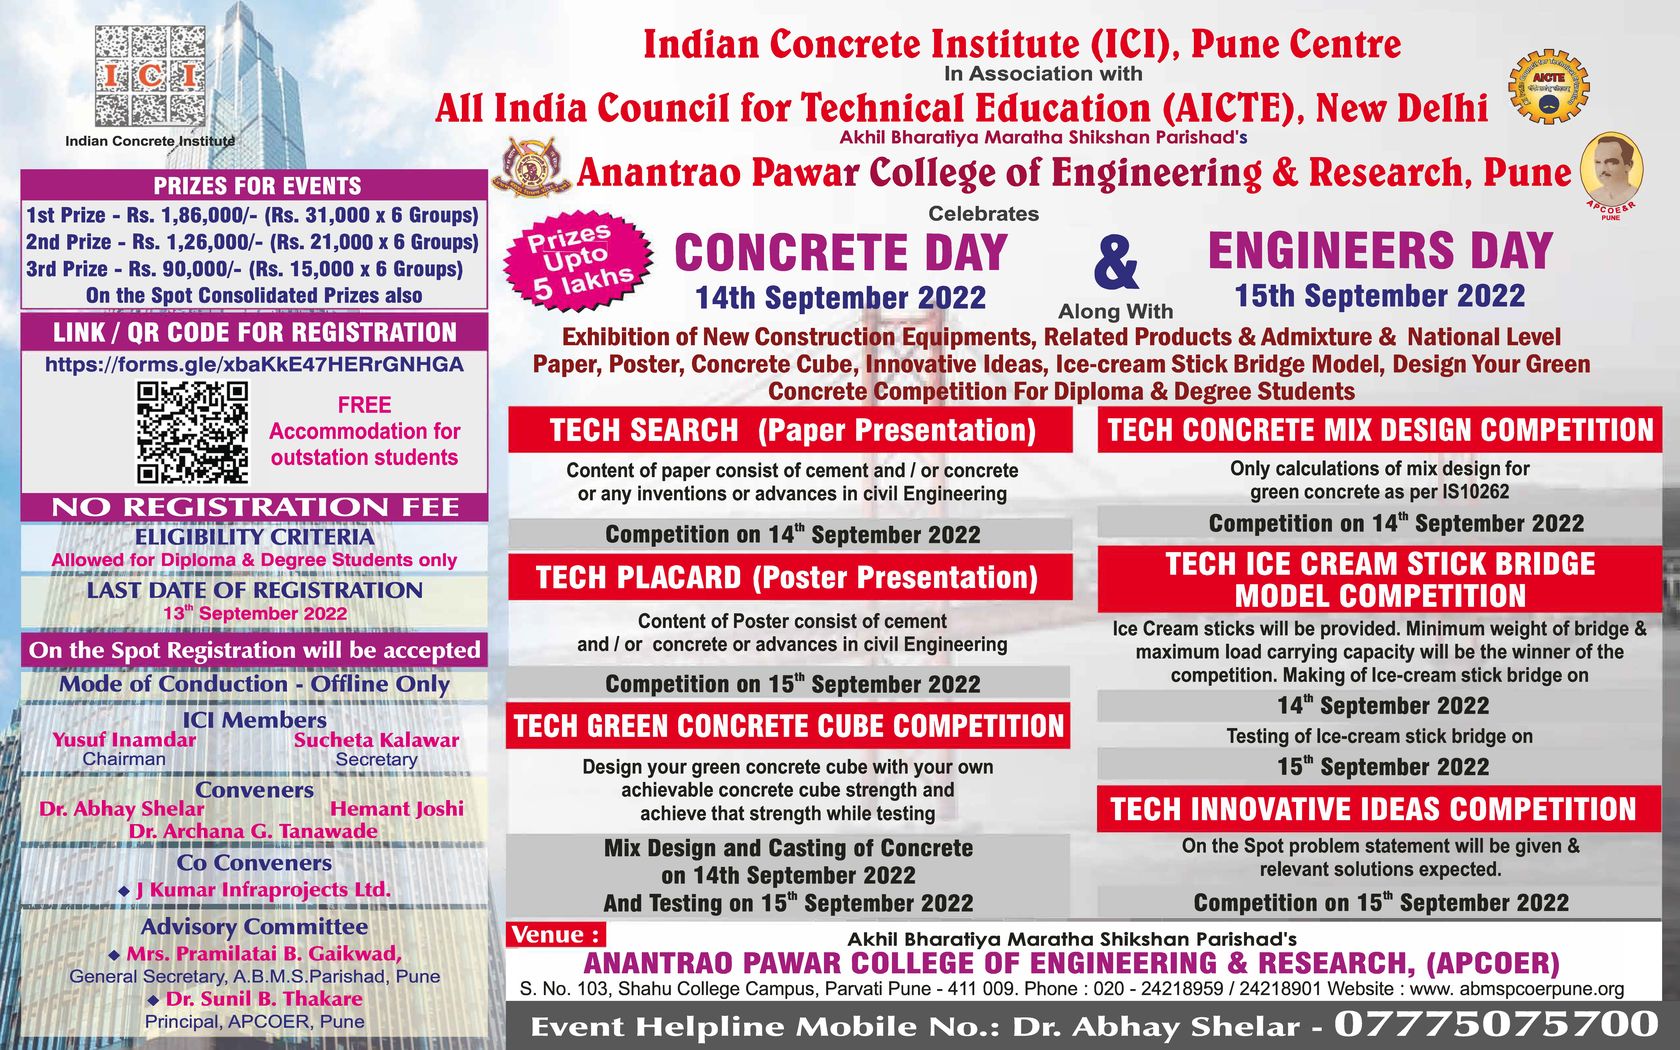 ICI
Indian Concrete Institute
Indian Concrete Institute (ICI), Pune Centre
In Association with
All India Council for Technical Education (AICTE), New Delhi
AICTE
Akhil Bharatiya Maratha Shikshan Parishad's
Anantrao Pawar College of Engineering & Research, Pune
APCOE&R
PUNE
Celebrates
Prizes
Upto
5 lakhs
CONCRETE DAY
14th September 2022
&
ENGINEERS DAY
15th September 2022
Along With
Exhibition of New Construction Equipments, Related Products & Admixture & National Level
Paper, Poster, Concrete Cube, Innovative Ideas, Ice-cream Stick Bridge Model, Design Your Green
Concrete Competition For Diploma & Degree Students
PRIZES FOR EVENTS
1st Prize - Rs. 1,86,000/- (Rs. 31,000 x 6 Groups)
2nd Prize - Rs. 1,26,000/- (Rs. 21,000 x 6 Groups)
3rd Prize - Rs. 90,000/- (Rs. 15,000 x 6 Groups)
On the Spot Consolidated Prizes also
LINK / QR CODE FOR REGISTRATION
https://forms.gle/xbaKkE47HERrGNHGA
FREE
Accommodation for
outstation students
NO REGISTRATION FEE
ELIGIBILITY CRITERIA
Allowed for Diploma & Degree Students only
LAST DATE OF REGISTRATION
13th September 2022
On the Spot Registration will be accepted
Mode of Conduction - Offline Only
ICI Members
Yusuf Inamdar Sucheta Kalawar
Chairman Secretary
Conveners
Dr. Abhay Shelar Hemant Joshi
Dr. Archana G. Tanawade
Co Conveners
◆ J Kumar Infraprojects Ltd.
Advisory Committee
◆ Mrs. Pramilatai B. Gaikwad,
General Secretary, A.B.M.S.Parishad, Pune
◆ Dr. Sunil B. Thakare
Principal, APCOER, Pune
TECH SEARCH (Paper Presentation)
Content of paper consist of cement and / or concrete
or any inventions or advances in civil Engineering
Competition on 14th September 2022
TECH PLACARD (Poster Presentation)
Content of Poster consist of cement
and / or concrete or advances in civil Engineering
Competition on 15th September 2022
TECH GREEN CONCRETE CUBE COMPETITION
Design your green concrete cube with your own
achievable concrete cube strength and
achieve that strength while testing
Mix Design and Casting of Concrete
on 14th September 2022
And Testing on 15th September 2022
TECH CONCRETE MIX DESIGN COMPETITION
Only calculations of mix design for
green concrete as per IS10262
Competition on 14th September 2022
TECH ICE CREAM STICK BRIDGE
MODEL COMPETITION
Ice Cream sticks will be provided. Minimum weight of bridge &
maximum load carrying capacity will be the winner of the
competition. Making of Ice-cream stick bridge on
14th September 2022
Testing of Ice-cream stick bridge on
15th September 2022
TECH INNOVATIVE IDEAS COMPETITION
On the Spot problem statement will be given &
relevant solutions expected.
Competition on 15th September 2022
Venue :
Akhil Bharatiya Maratha Shikshan Parishad's
ANANTRAO PAWAR COLLEGE OF ENGINEERING & RESEARCH, (APCOER)
S. No. 103, Shahu College Campus, Parvati Pune - 411 009. Phone : 020 - 24218959 / 24218901 Website : www. abmspcoerpune.org
Event Helpline Mobile No.: Dr. Abhay Shelar - 07775075700